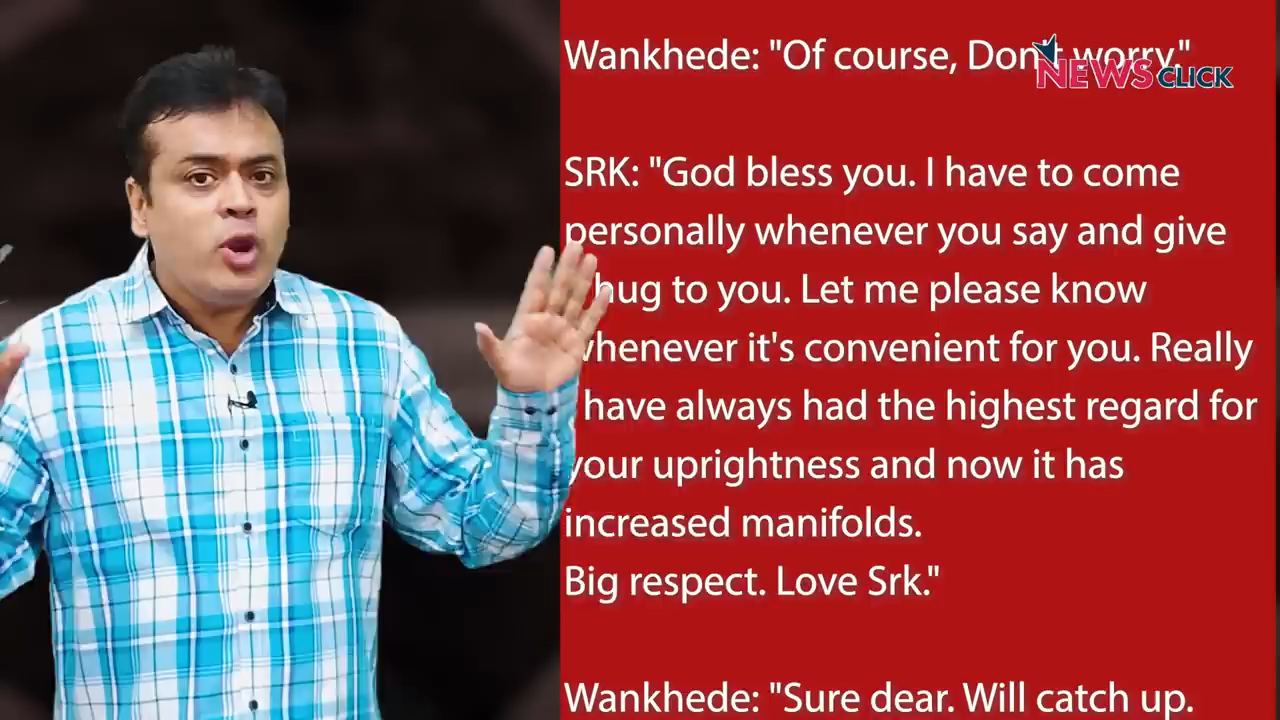 Wankhede: "Of course, Don't worry."
NEWSCLICK
SRK: "God bless you. I have to come
personally whenever you say and give
hug to you. Let me please know
whenever it's convenient for you. Really
have always had the highest regard for
your uprightness and now it has
increased manifolds.
Big respect. Love Srk."
Wankhede: "Sure dear. Will catch up.